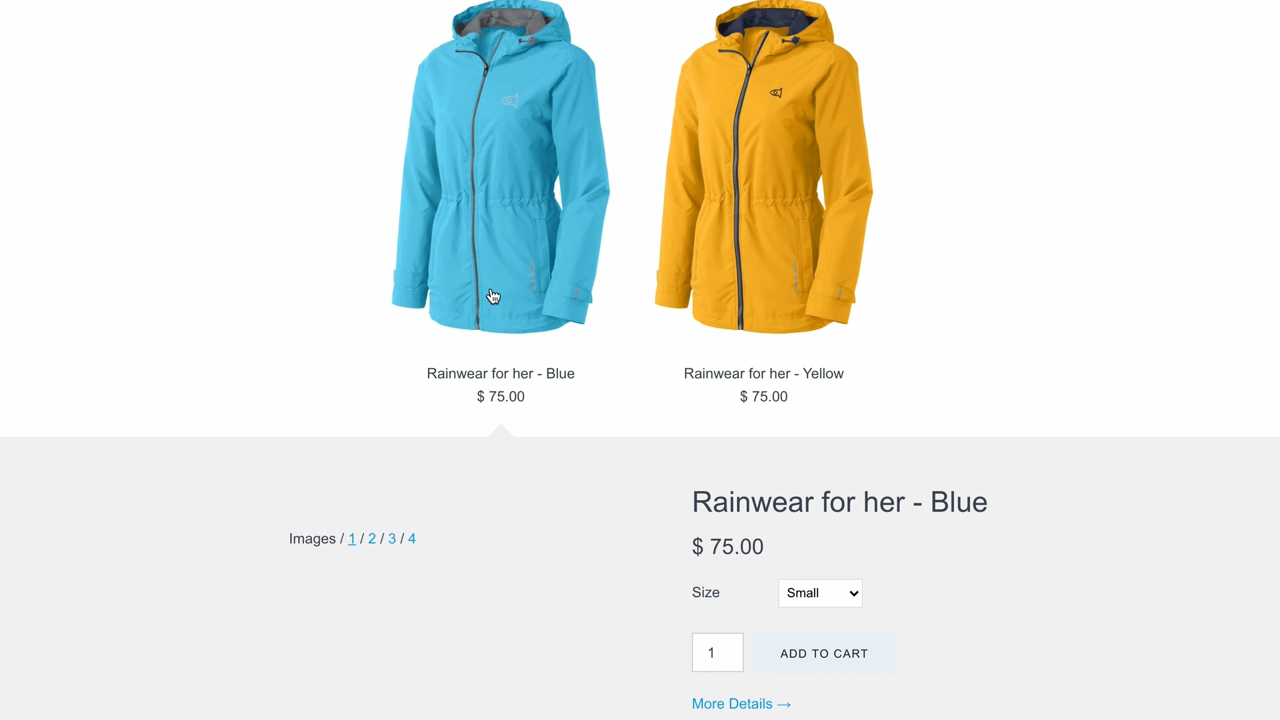 Rainwear for her - Blue
$ 75.00
Rainwear for her - Yellow
$ 75.00
Images / 1 / 2 / 3 / 4
Rainwear for her - Blue
$ 75.00
Size
Small
1
ADD TO CART
More Details →